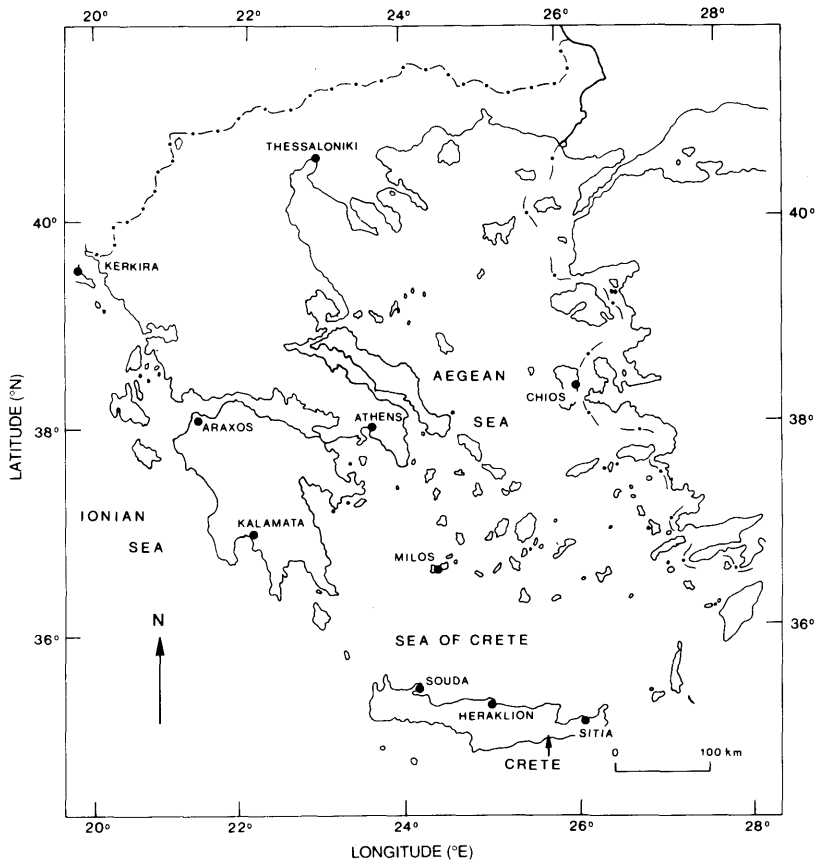 20° 22° 24° 26° 28°
THESSALONIKI
40° 40°
KERKIRA
AEGEAN
CHIOS
SEA
ATHENS
ARAXOS
38° 38°
LATITUDE (°N)
IONIAN
SEA
KALAMATA
MILOS
N
36° 36°
SEA OF CRETE
SOUDA
HERAKLION
SITIA
0 100 km
CRETE
20° 22° 24° 26° 28°
LONGITUDE (°E)